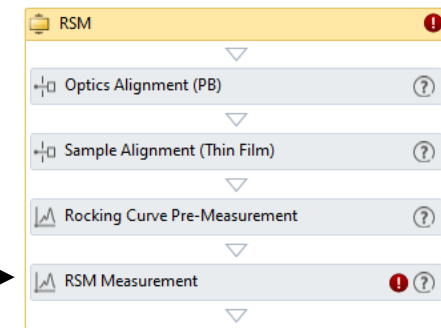 RSM
Optics Alignment (PB)
Sample Alignment (Thin Film)
Rocking Curve Pre-Measurement
RSM Measurement